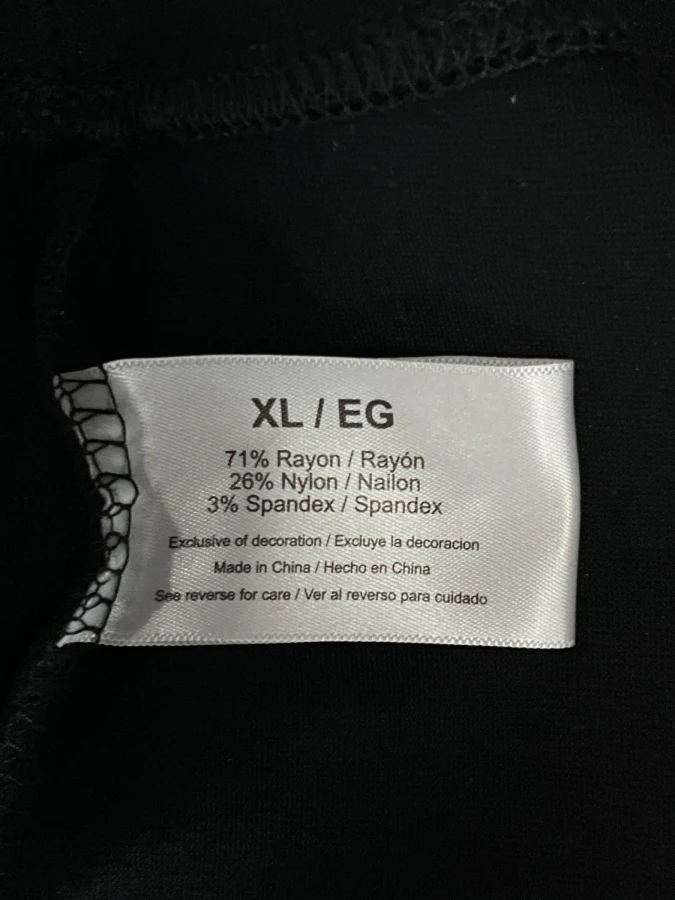 XL / EG
71% Rayon / Rayón
26% Nylon / Nailon
3% Spandex / Spandex
Exclusive of decoration / Excluye la decoracion
Made in China / Hecho en China
See reverse for care / Ver al reverso para cuidado